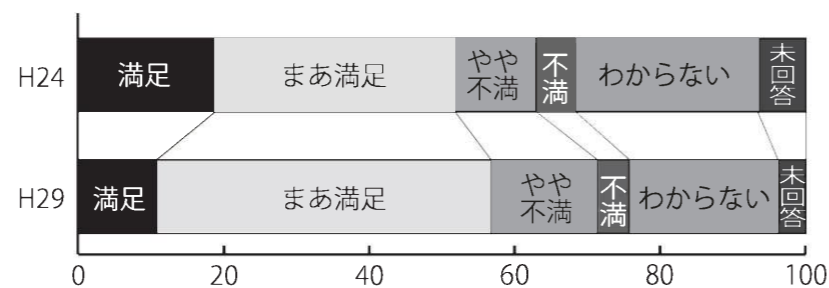 H24
満足
まあ満足
やや
不満
不満
わからない
未回答
H29
満足
まあ満足
やや
不満
不満
わからない
未回答
0 20 40 60 80 100